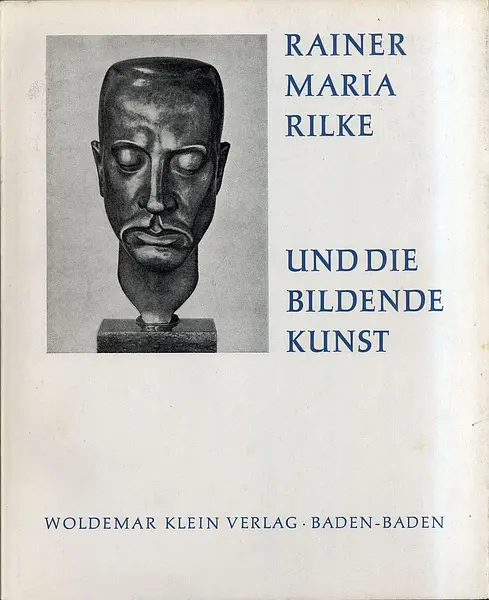 RAINER
MARIA
RILKE
UND DIE
BILDENDE
KUNST
WOLDEMAR KLEIN VERLAG · BADEN-BADEN